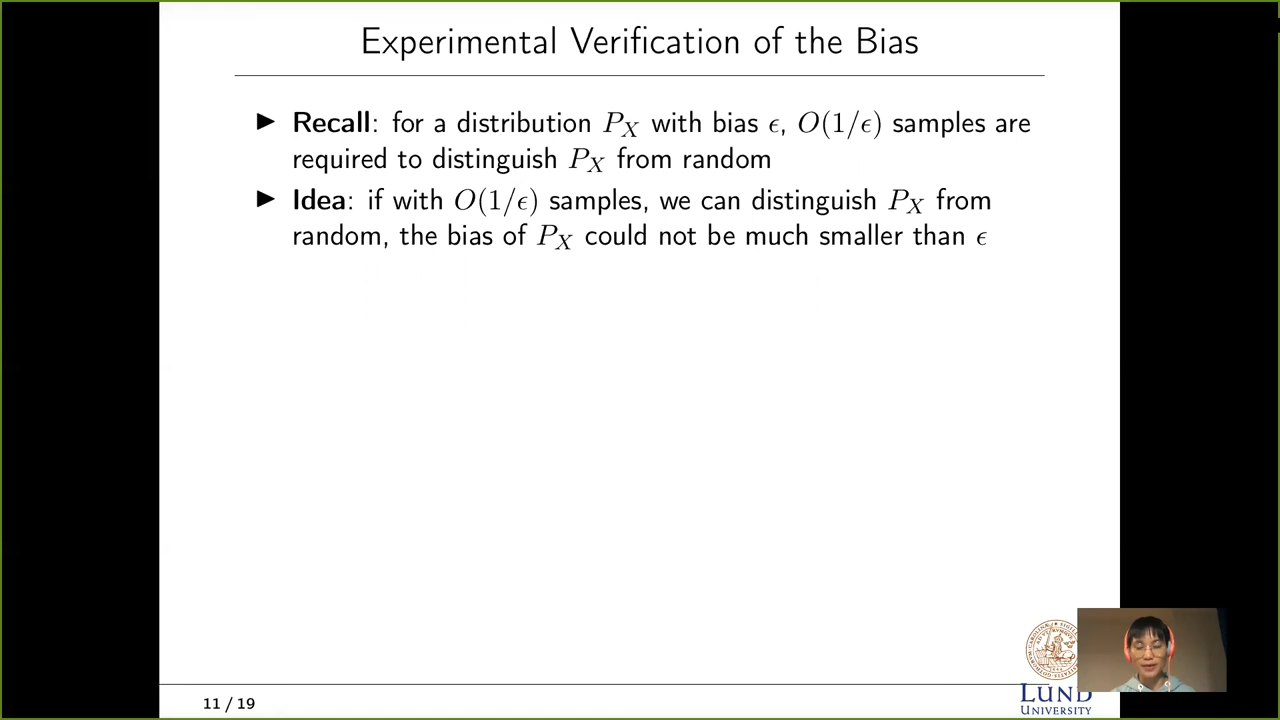 Experimental Verification of the Bias
▶ Recall: for a distribution P_X with bias ϵ, O(1/ϵ) samples are
required to distinguish P_X from random
▶ Idea: if with O(1/ϵ) samples, we can distinguish P_X from
random, the bias of P_X could not be much smaller than ϵ
11 / 19
LUND
UNIVERSITY